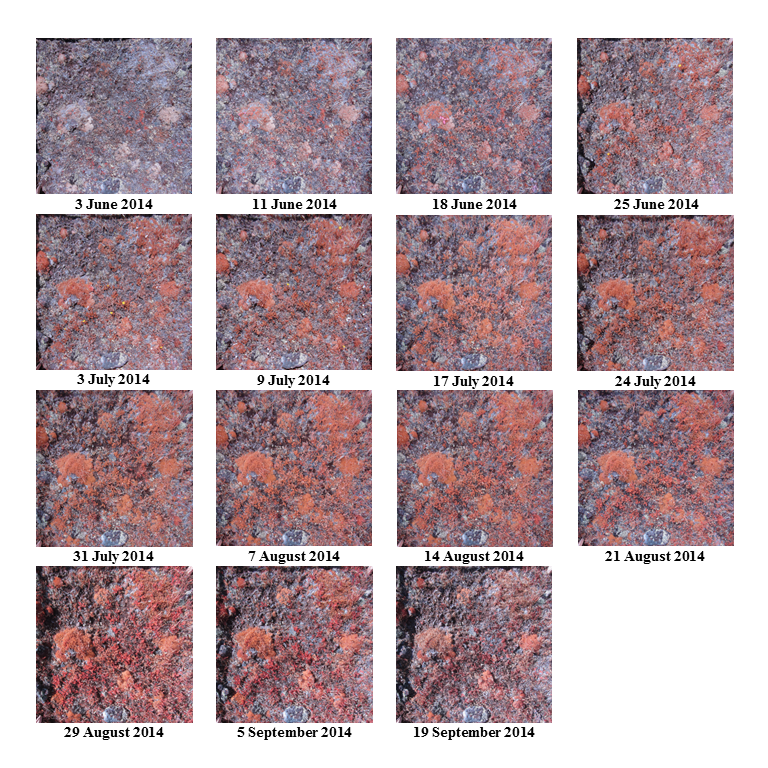 3 June 2014
11 June 2014
18 June 2014
25 June 2014
3 July 2014
9 July 2014
17 July 2014
24 July 2014
31 July 2014
7 August 2014
14 August 2014
21 August 2014
29 August 2014
5 September 2014
19 September 2014